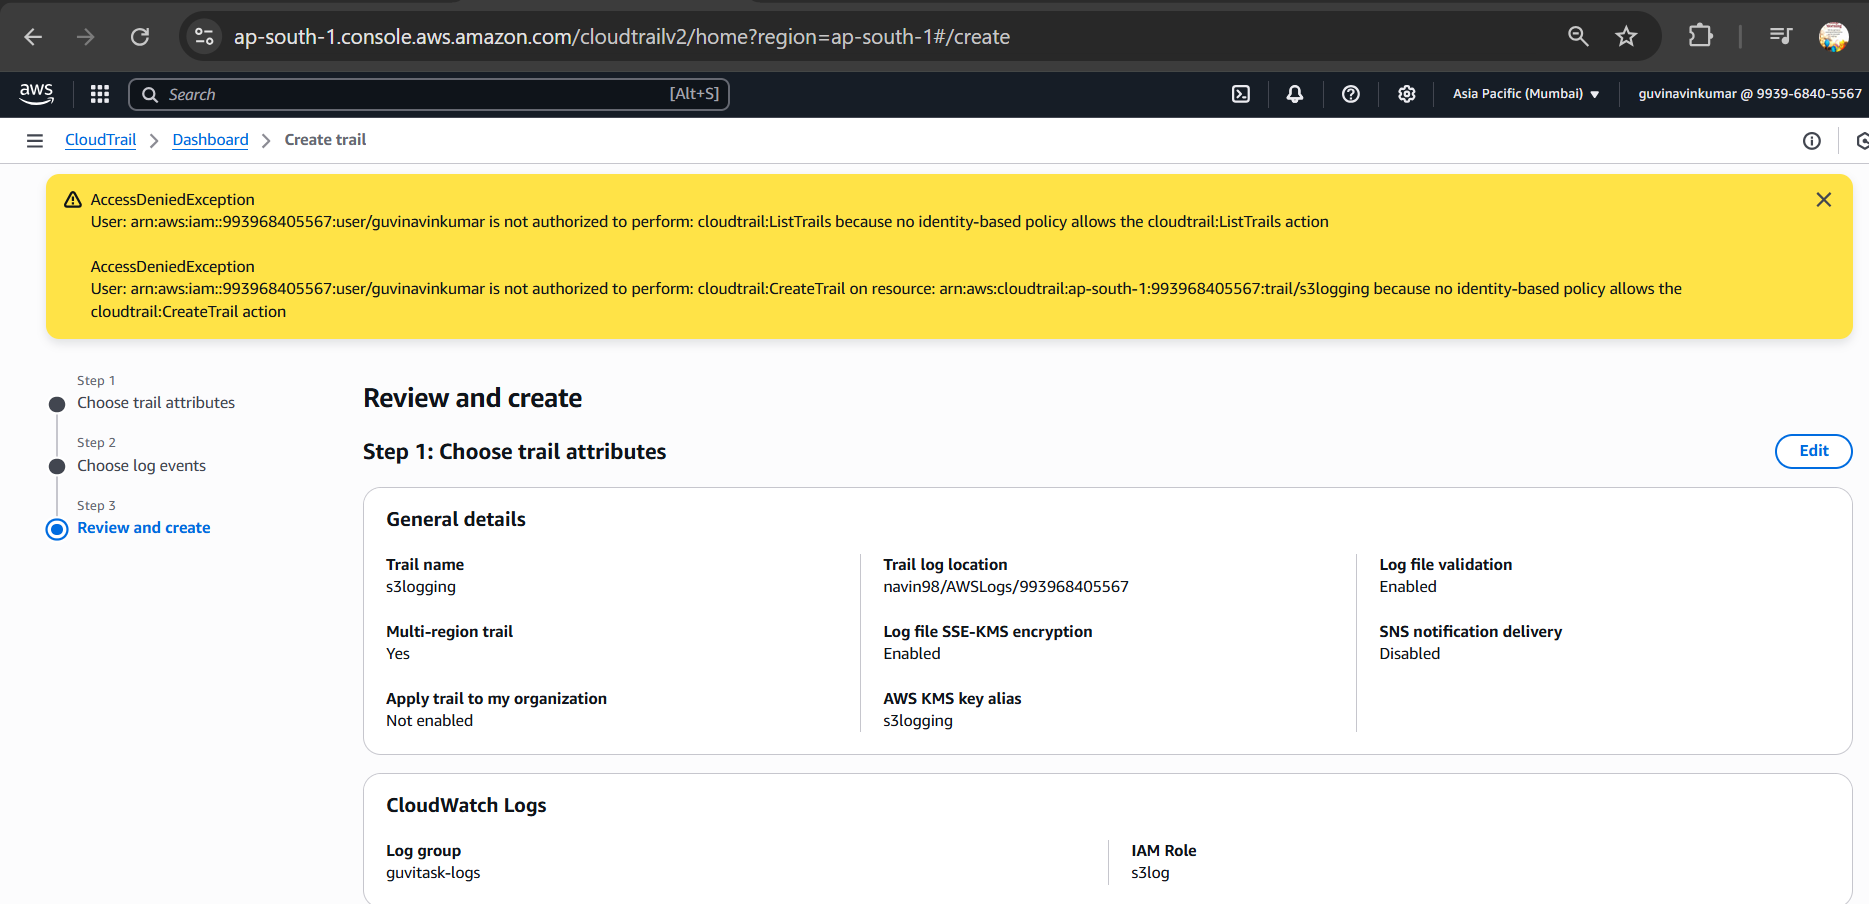 ap-south-1.console.aws.amazon.com/cloudtrailv2/home?region=ap-south-1#/create
aws
Search
[Alt+S]
Asia Pacific (Mumbai)
guvinavinkumar @ 9939-6840-5567
CloudTrail
Dashboard
Create trail
AccessDeniedException
User: arn:aws:iam::993968405567:user/guvinavinkumar is not authorized to perform: cloudtrail:ListTrails because no identity-based policy allows the cloudtrail:ListTrails action
AccessDeniedException
User: arn:aws:iam::993968405567:user/guvinavinkumar is not authorized to perform: cloudtrail:CreateTrail on resource: arn:aws:cloudtrail:ap-south-1:993968405567:trail/s3logging because no identity-based policy allows the
cloudtrail:CreateTrail action
Step 1
Choose trail attributes
Step 2
Choose log events
Step 3
Review and create
Review and create
Step 1: Choose trail attributes
Edit
General details
Trail name
s3logging
Multi-region trail
Yes
Apply trail to my organization
Not enabled
Trail log location
navin98/AWSLogs/993968405567
Log file SSE-KMS encryption
Enabled
AWS KMS key alias
s3logging
Log file validation
Enabled
SNS notification delivery
Disabled
CloudWatch Logs
Log group
guvitask-logs
IAM Role
s3log